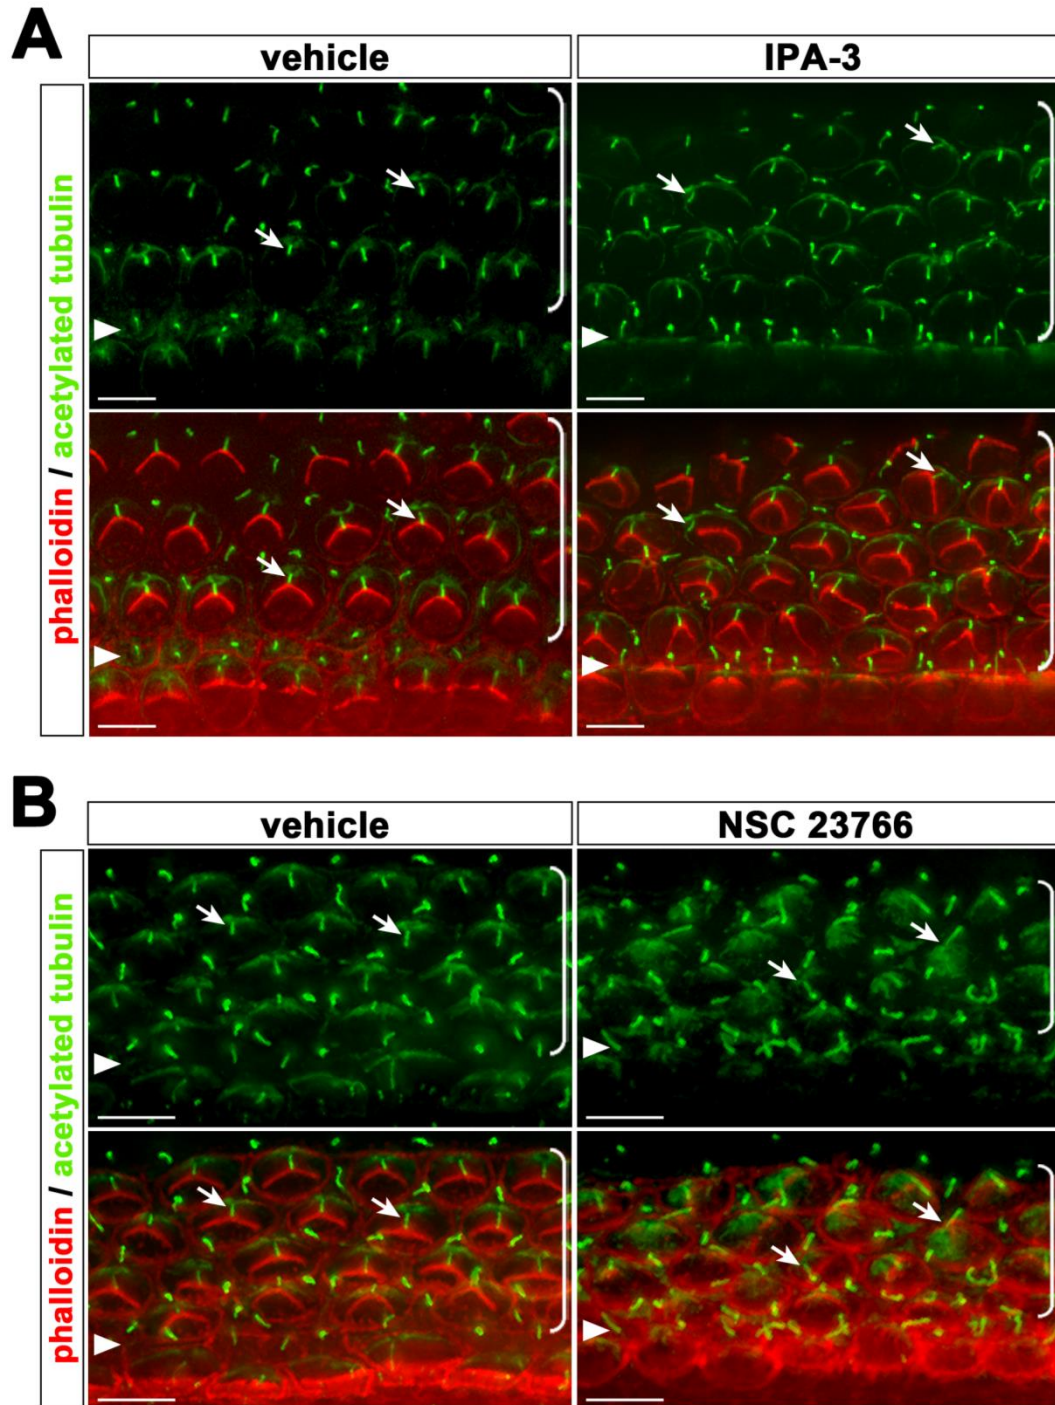 A
vehicle
IPA-3
phalloidin / acetylated tubulin
B
vehicle
NSC 23766
phalloidin / acetylated tubulin